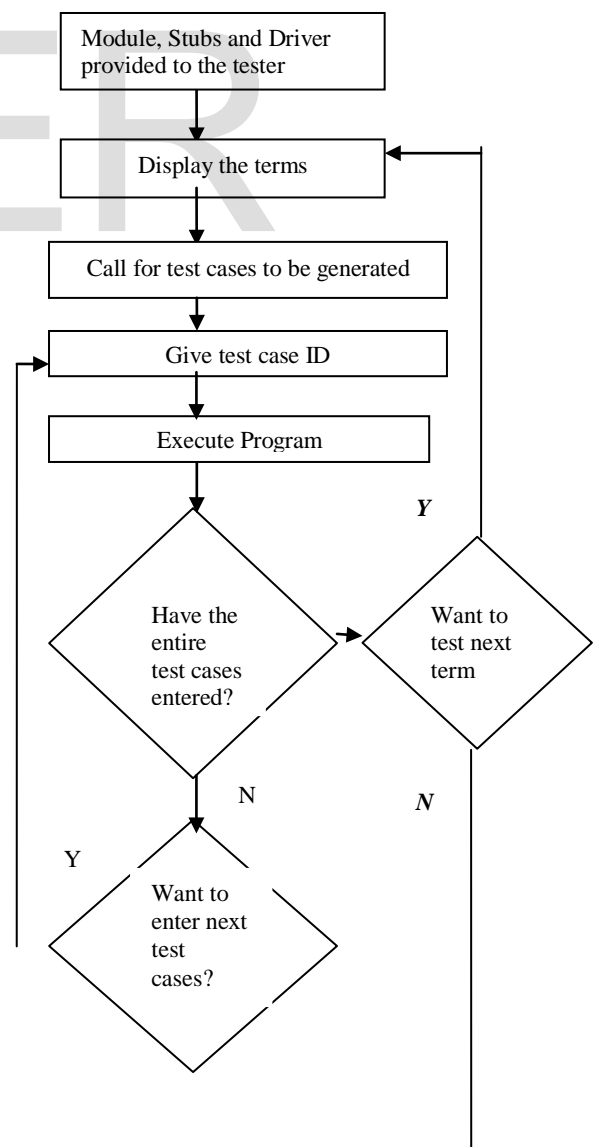 ER
Module, Stubs and Driver
provided to the tester
Display the terms
Call for test cases to be generated
Give test case ID
Execute Program
Y
Have the
entire
test cases
entered?
Want to
test next
term
N
N
Y
Want to
enter next
test
cases?